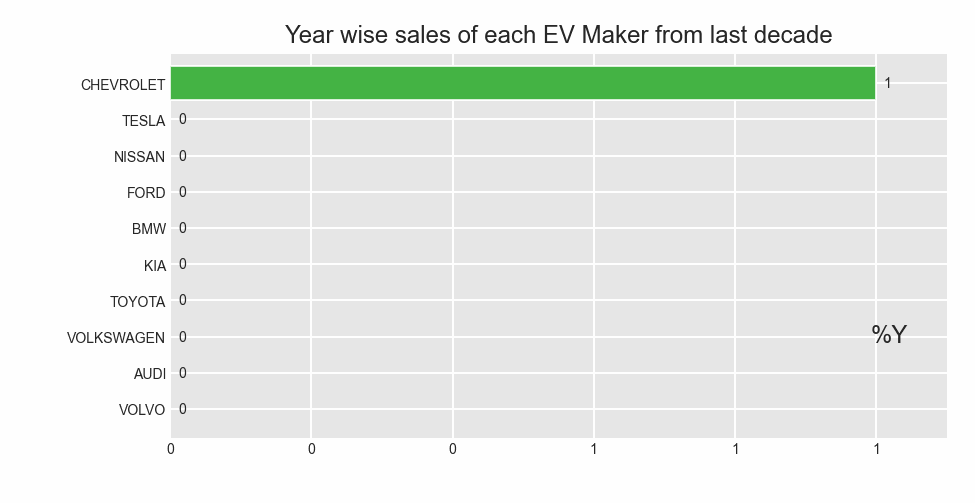 Year wise sales of each EV Maker from last decade
CHEVROLET 1
TESLA 0
NISSAN 0
FORD 0
BMW 0
KIA 0
TOYOTA 0
VOLKSWAGEN 0 %Y
AUDI 0
VOLVO 0
0 0 0 1 1 1